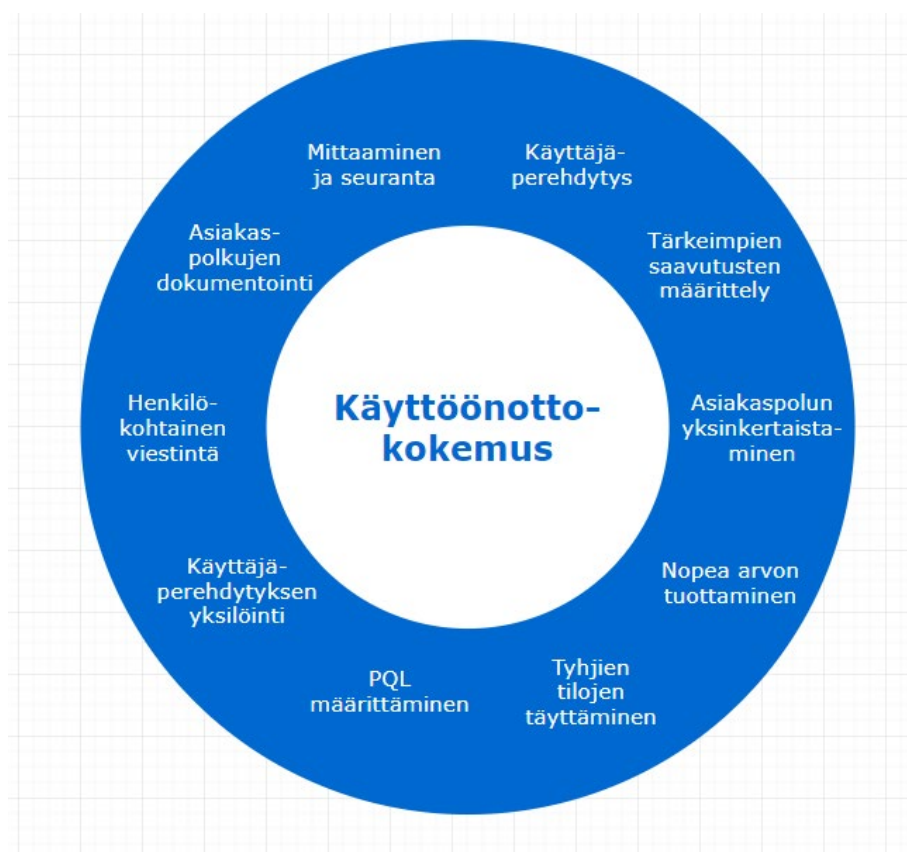 Mittaaminen
ja seuranta
Käyttäjä-
perehdytys
Asiakas-
polkujen
dokumentointi
Tärkeimpien
saavutusten
määrittely
Henkilö-
kohtainen
viestintä
Käyttöönotto-
kokemus
Asiakaspolun
yksinkertaista-
minen
Käyttäjä-
perehdytyksen
yksilöinti
Nopea arvon
tuottaminen
PQL
määrittäminen
Tyhjien
tilojen
täyttäminen